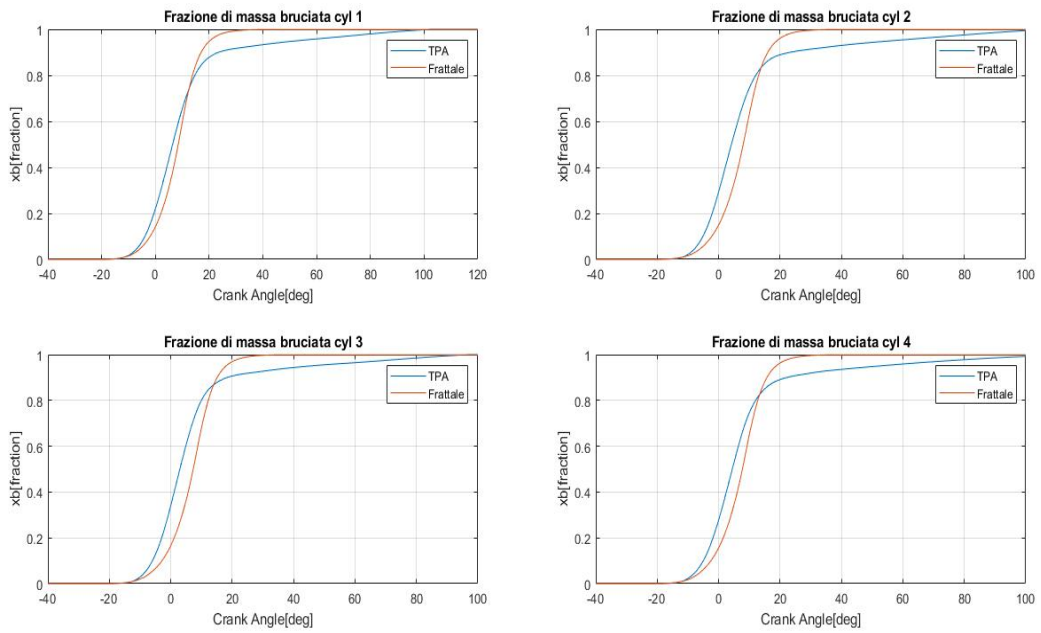 Frazione di massa bruciata cyl 1
1
0.8
0.6
0.4
0.2
0
xb[fraction]
-40 -20 0 20 40 60 80 100 120
Crank Angle[deg]
TPA
Frattale
Frazione di massa bruciata cyl 2
1
0.8
0.6
0.4
0.2
0
xb[fraction]
-40 -20 0 20 40 60 80 100
Crank Angle[deg]
TPA
Frattale
Frazione di massa bruciata cyl 3
1
0.8
0.6
0.4
0.2
0
xb[fraction]
-40 -20 0 20 40 60 80 100
Crank Angle[deg]
TPA
Frattale
Frazione di massa bruciata cyl 4
1
0.8
0.6
0.4
0.2
0
xb[fraction]
-40 -20 0 20 40 60 80 100
Crank Angle[deg]
TPA
Frattale